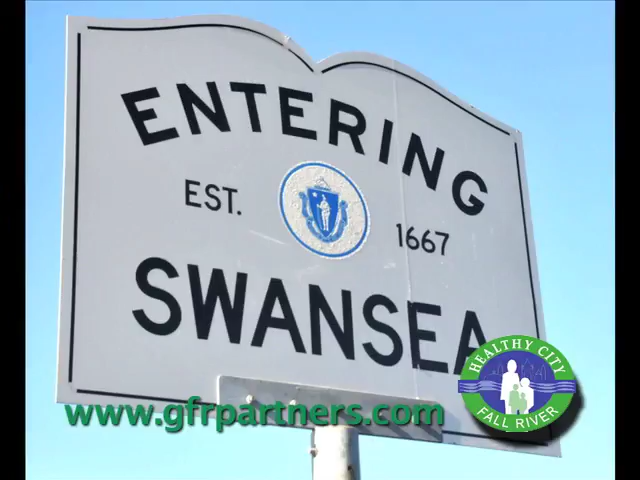 ENTERING
EST. 1667
SWANSEA
www.gfrpartners.com
HEALTHY CITY
FALL RIVER